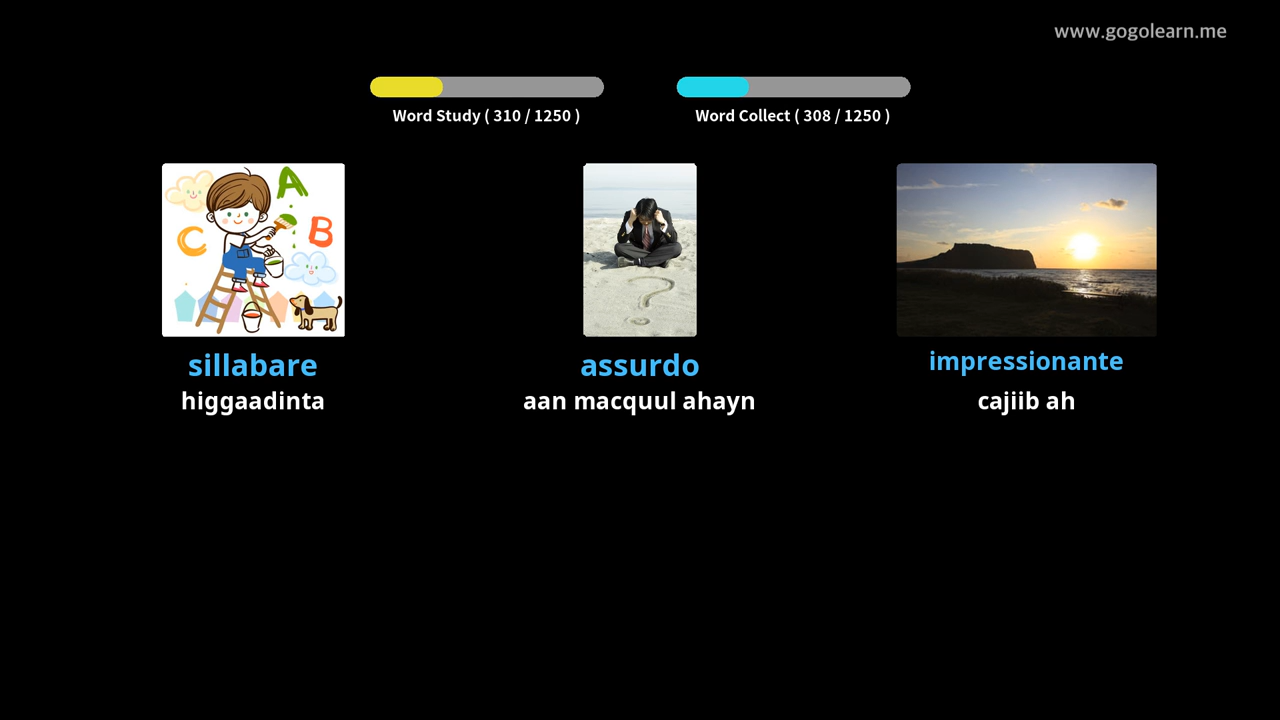 www.gogolearn.me
Word Study ( 310 / 1250 )
Word Collect ( 308 / 1250 )
A
B
C
?
sillabare
assurdo
impressionante
higgaadinta
aan macquul ahayn
cajiib ah